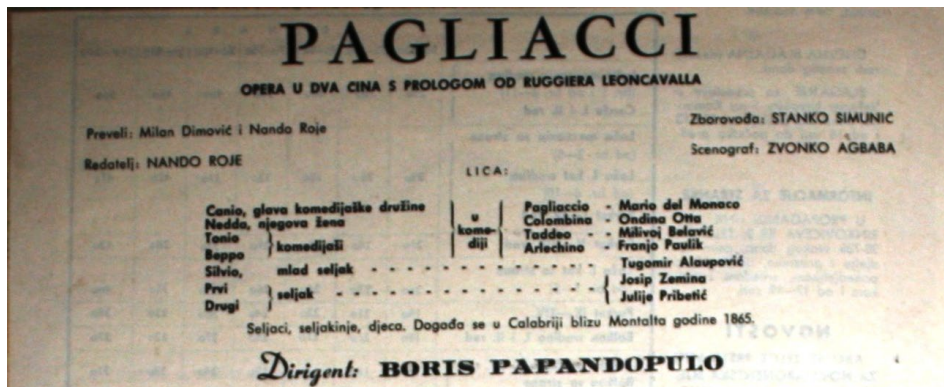 PAGLIACCI
OPERA U DVA ČINA S PROLOGOM OD RUGGIERA LEONCAVALLA
Preveli: Milan Dimović i Nando Roje
Zborovođa: STANKO SIMUNIĆ
Redatelj: NANDO ROJE
Scenograf: ZVONKO AGBABA
LICA:
Canio, glava komedijaške družine } u komediji { Pagliaccio - Mario del Monaco
Nedda, njegova žena Colombina - Ondina Otta
Tonio } komedijaši Taddeo - Milivoj Belavić
Beppo Arlechino - Franjo Paulik
Silvio, mlad seljak - - - - - - - - - - - - - - - - - Tugomir Alaupović
Prvi } seljak - - - - - - - - - - - - - - - - - { Josip Zemina
Drugi Julije Pribetić
Seljaci, seljakinje, djeca. Događa se u Calabriji blizu Montalta godine 1865.
Dirigent: BORIS PAPANDOPULO